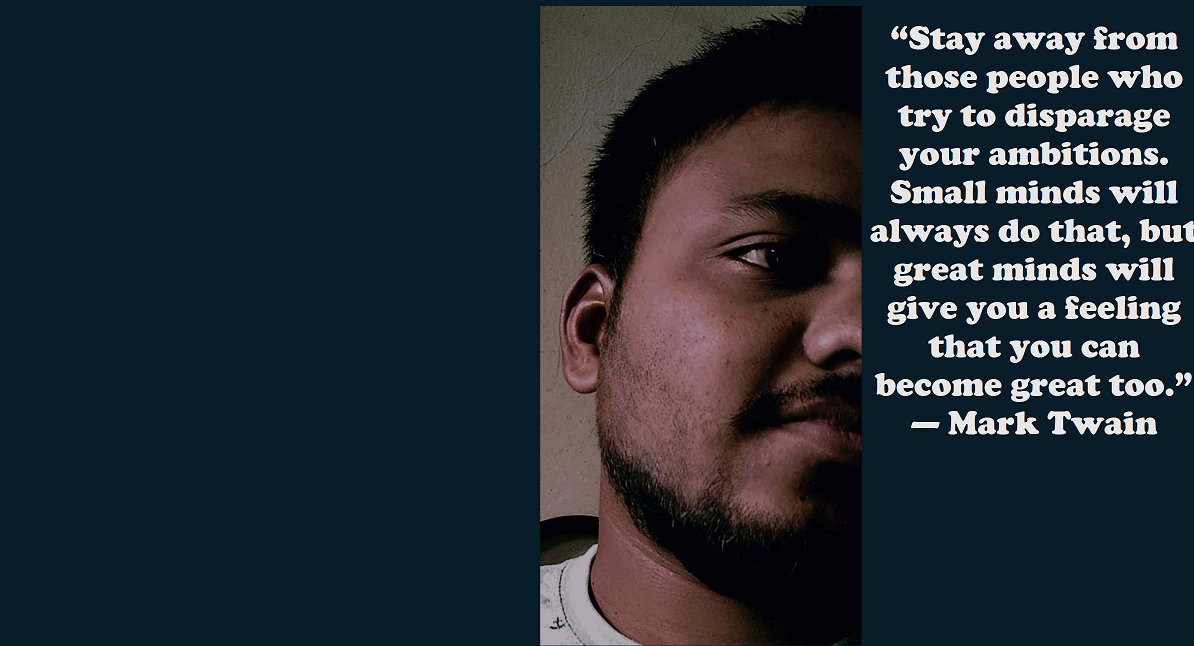 “Stay away from
those people who
try to disparage
your ambitions.
Small minds will
always do that, but
great minds will
give you a feeling
that you can
become great too.”
— Mark Twain